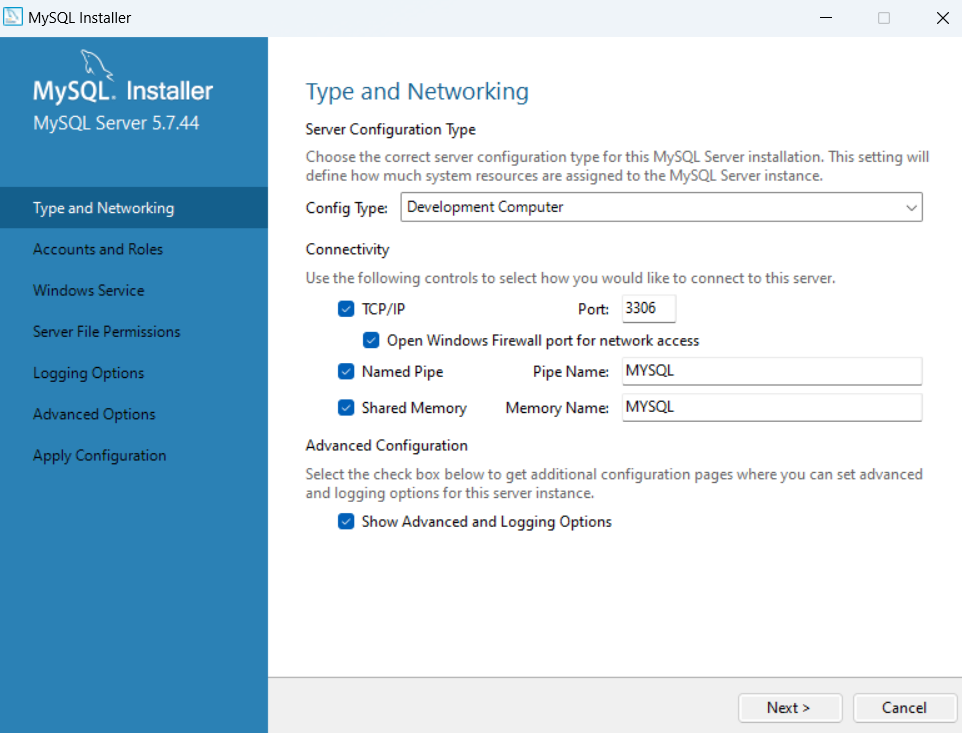 MySQL Installer
MySQL. Installer
MySQL Server 5.7.44
Type and Networking
Accounts and Roles
Windows Service
Server File Permissions
Logging Options
Advanced Options
Apply Configuration
Type and Networking
Server Configuration Type
Choose the correct server configuration type for this MySQL Server installation. This setting will
define how much system resources are assigned to the MySQL Server instance.
Config Type: Development Computer
Connectivity
Use the following controls to select how you would like to connect to this server.
TCP/IP Port: 3306
Open Windows Firewall port for network access
Named Pipe Pipe Name: MYSQL
Shared Memory Memory Name: MYSQL
Advanced Configuration
Select the check box below to get additional configuration pages where you can set advanced
and logging options for this server instance.
Show Advanced and Logging Options
Next > Cancel